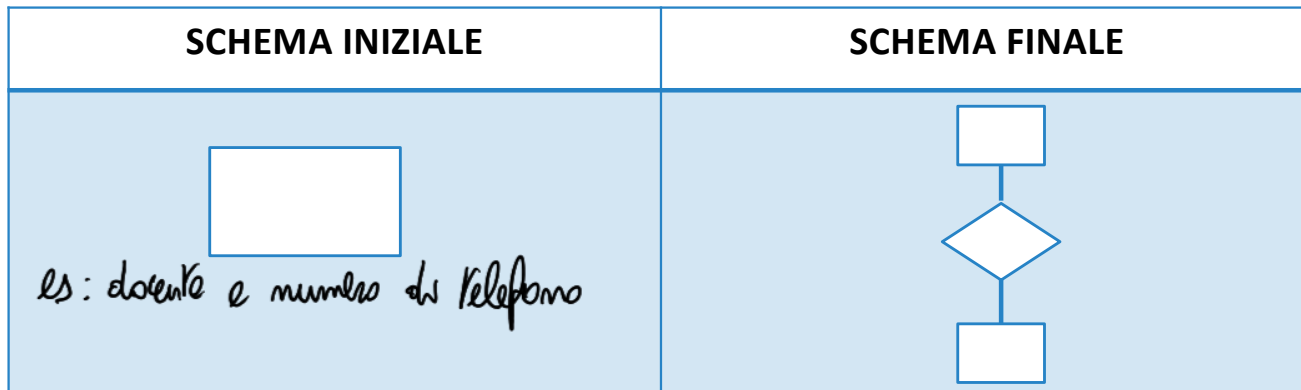 SCHEMA INIZIALE
SCHEMA FINALE
es: docente e numero di telefono